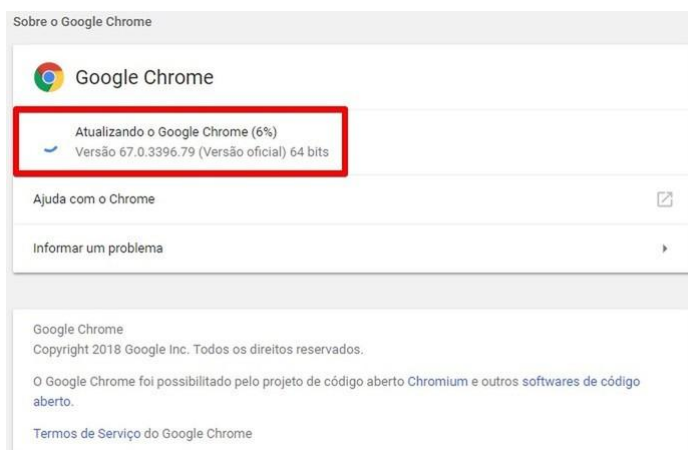 Sobre o Google Chrome
Google Chrome
Atualizando o Google Chrome (6%)
Versão 67.0.3396.79 (Versão oficial) 64 bits
Ajuda com o Chrome
Informar um problema
Google Chrome
Copyright 2018 Google Inc. Todos os direitos reservados.
O Google Chrome foi possibilitado pelo projeto de código aberto Chromium e outros softwares de código
aberto.
Termos de Serviço do Google Chrome